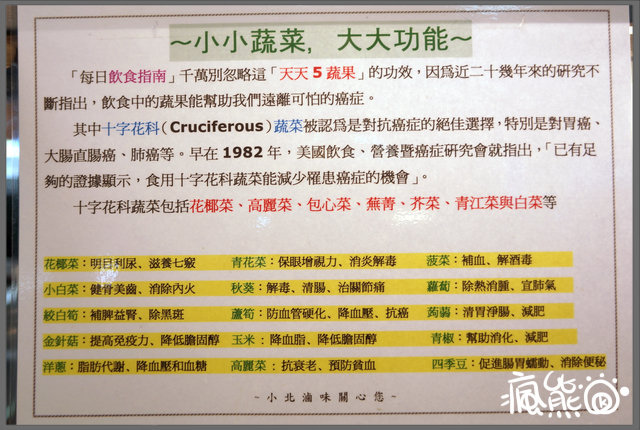 ~小小蔬菜，大大功能~
「每日飲食指南」千萬別忽略這「天天 5 蔬果」的功效，因爲近二十幾年來的研究不
斷指出，飲食中的蔬果能幫助我們遠離可怕的癌症。
其中十字花科（Cruciferous）蔬菜被認爲是對抗癌症的絕佳選擇，特別是對胃癌、
大腸直腸癌、肺癌等。早在 1982 年，美國飲食、營養暨癌症研究會就指出，「已有足
夠的證據顯示，食用十字花科蔬菜能減少罹患癌症的機會」。
十字花科蔬菜包括花椰菜、高麗菜、包心菜、蕪菁、芥菜、青江菜與白菜等
花椰菜：明目利尿、滋養七竅 青花菜：保眼增視力、消炎解毒 菠菜：補血、解酒毒
小白菜：健骨美齒、消除內火 秋葵：解毒、清腸、治關節痛 蘿蔔：除熱消腫、宣肺氣
絞白筍：補脾益腎、除黑斑 蘆筍：防血管硬化、降血壓、抗癌 蒟蒻：清胃淨腸、減肥
金針菇：提高免疫力、降低膽固醇 玉米：降血脂、降低膽固醇 青椒：幫助消化、減肥
洋蔥：脂肪代謝、降血壓和血糖 高麗菜：抗衰老、預防貧血 四季豆：促進腸胃蠕動、消除便秘
~小北滷味關心您~
瘋熊